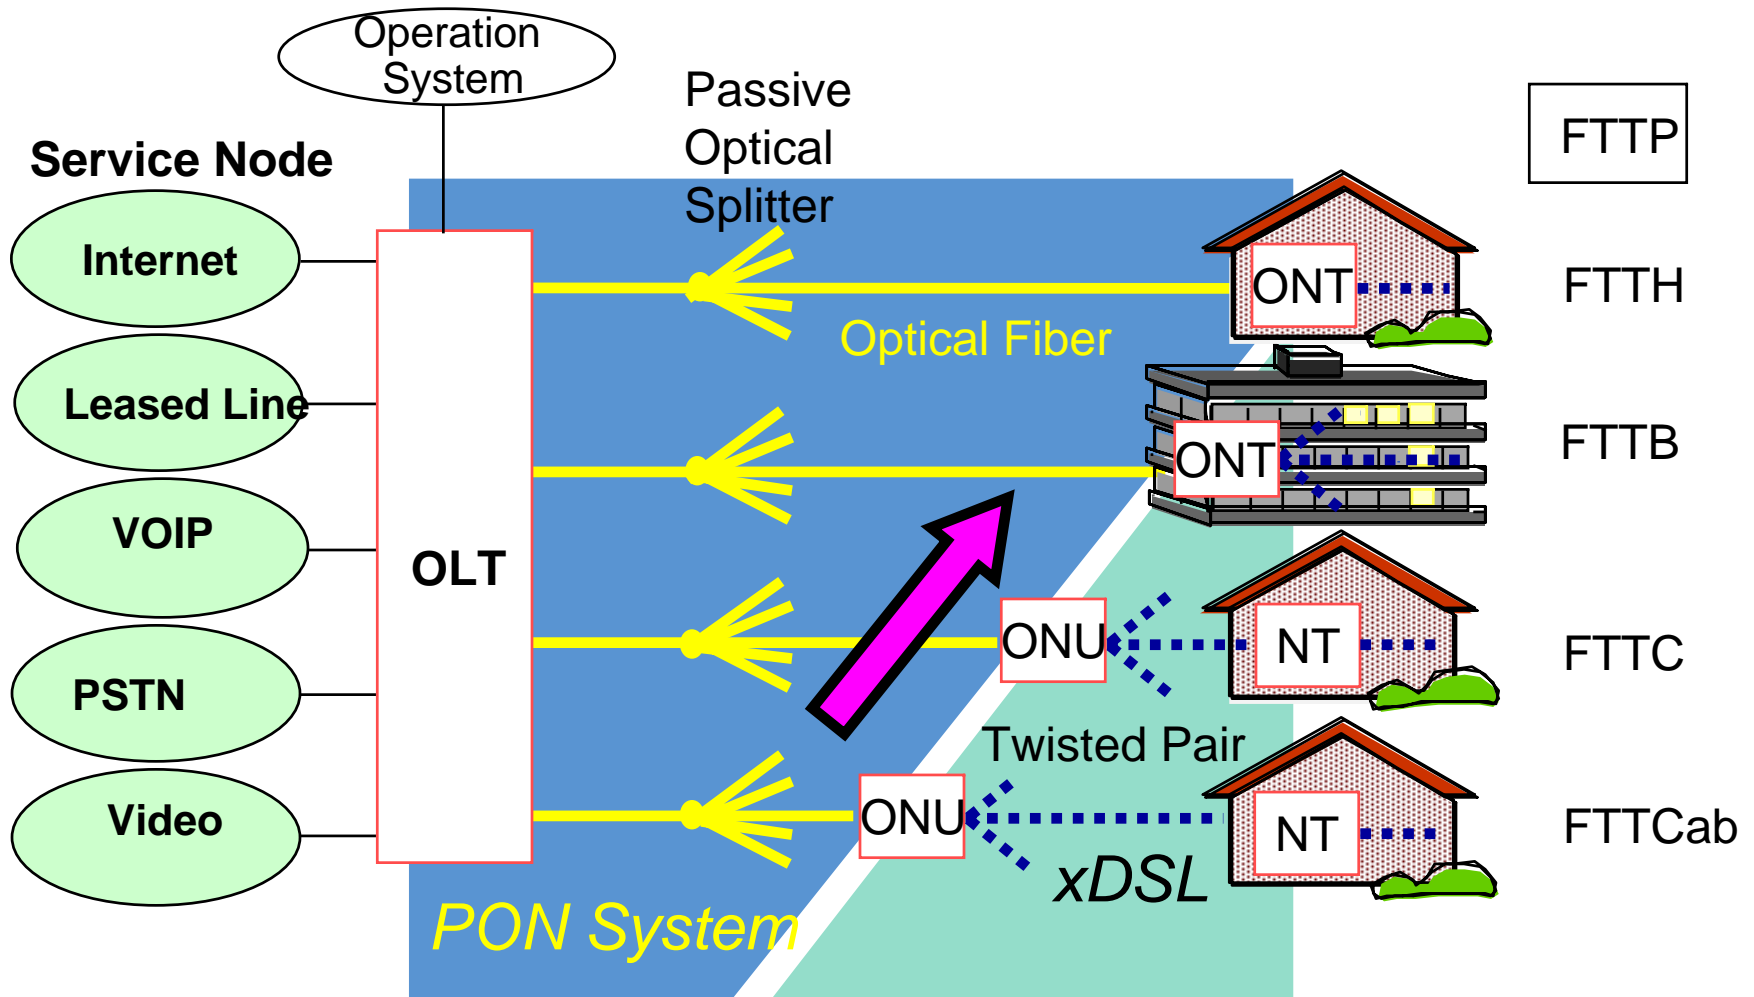 Operation
System
Passive
Optical
Splitter
FTTP
Service Node
Internet
ONT
FTTH
Optical Fiber
Leased Line
ONT
FTTB
VOIP
OLT
ONU
NT
FTTC
PSTN
Twisted Pair
Video
ONU
NT
FTTCab
xDSL
PON System